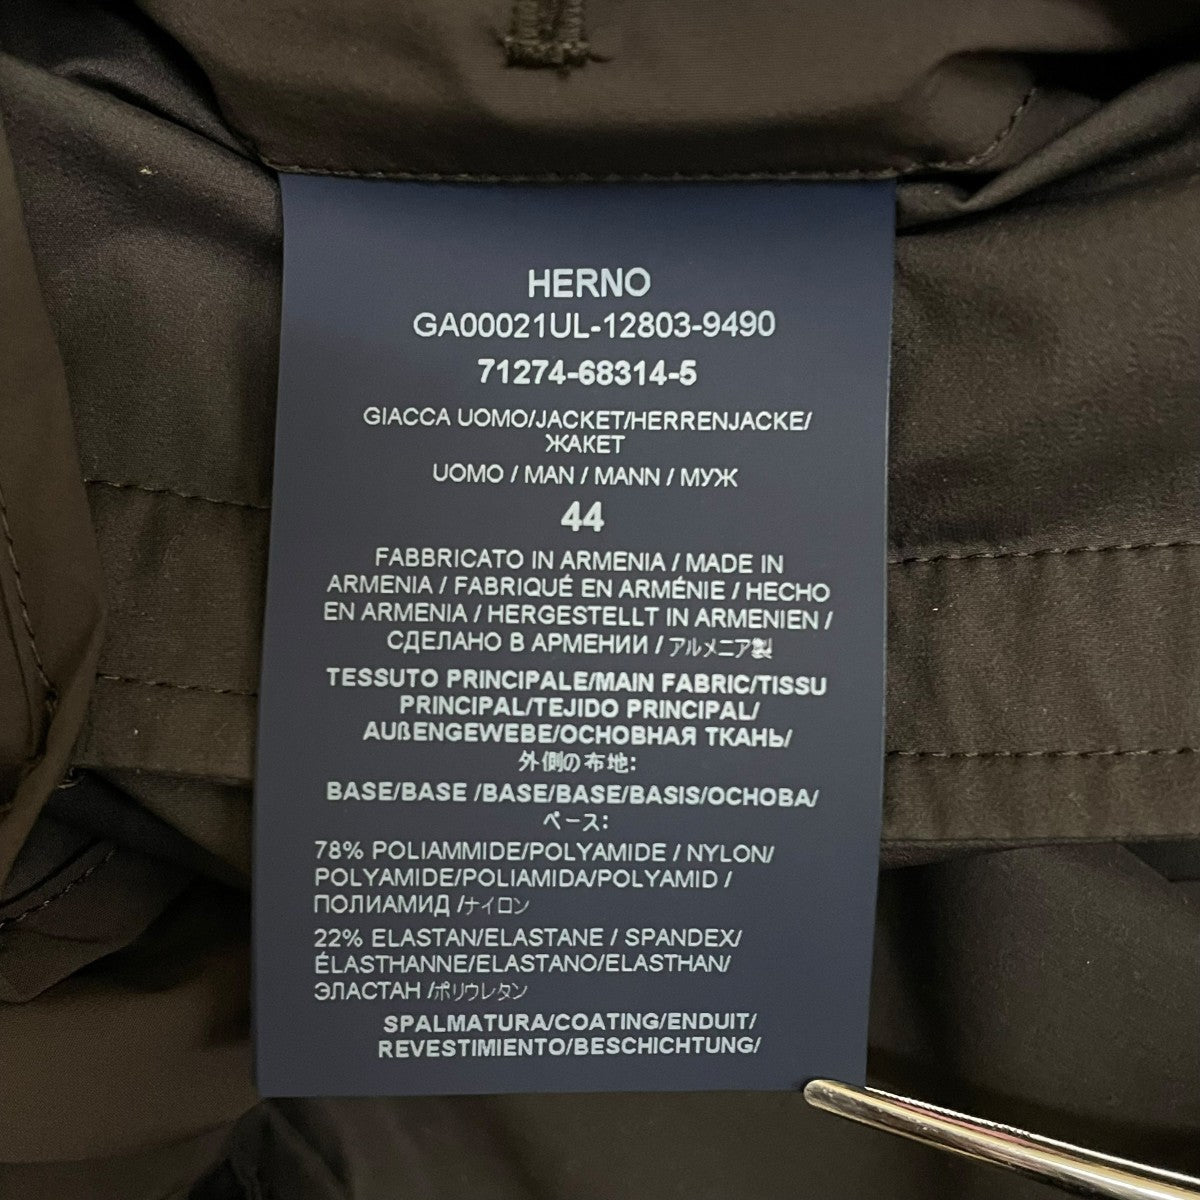 HERNO
GA00021UL-12803-9490
71274-68314-5
GIACCA UOMO/JACKET/HERRENJACKE/
ЖАКЕТ
UOMO / MAN / MANN / МУЖ
44
FABBRICATO IN ARMENIA / MADE IN
ARMENIA / FABRIQUÉ EN ARMÉNIE / HECHO
EN ARMENIA / HERGESTELLT IN ARMENIEN /
СДЕЛАНО В АРМЕНИИ / アルメニア製
TESSUTO PRINCIPALE/MAIN FABRIC/TISSU
PRINCIPAL/TEJIDO PRINCIPAL/
AUßENGEWEBE/ОСНОВНАЯ ТКАНЬ/
外側の布地:
BASE/BASE /BASE/BASE/BASIS/ОСНОВА/
ベース:
78% POLIAMMIDE/POLYAMIDE / NYLON/
POLYAMIDE/POLIAMIDA/POLYAMID /
ПОЛИАМИД /ナイロン
22% ELASTAN/ELASTANE / SPANDEX/
ÉLASTHANNE/ELASTANO/ELASTHAN/
ЭЛАСТАН /ポリウレタン
SPALMATURA/COATING/ENDUIT/
REVESTIMIENTO/BESCHICHTUNG/